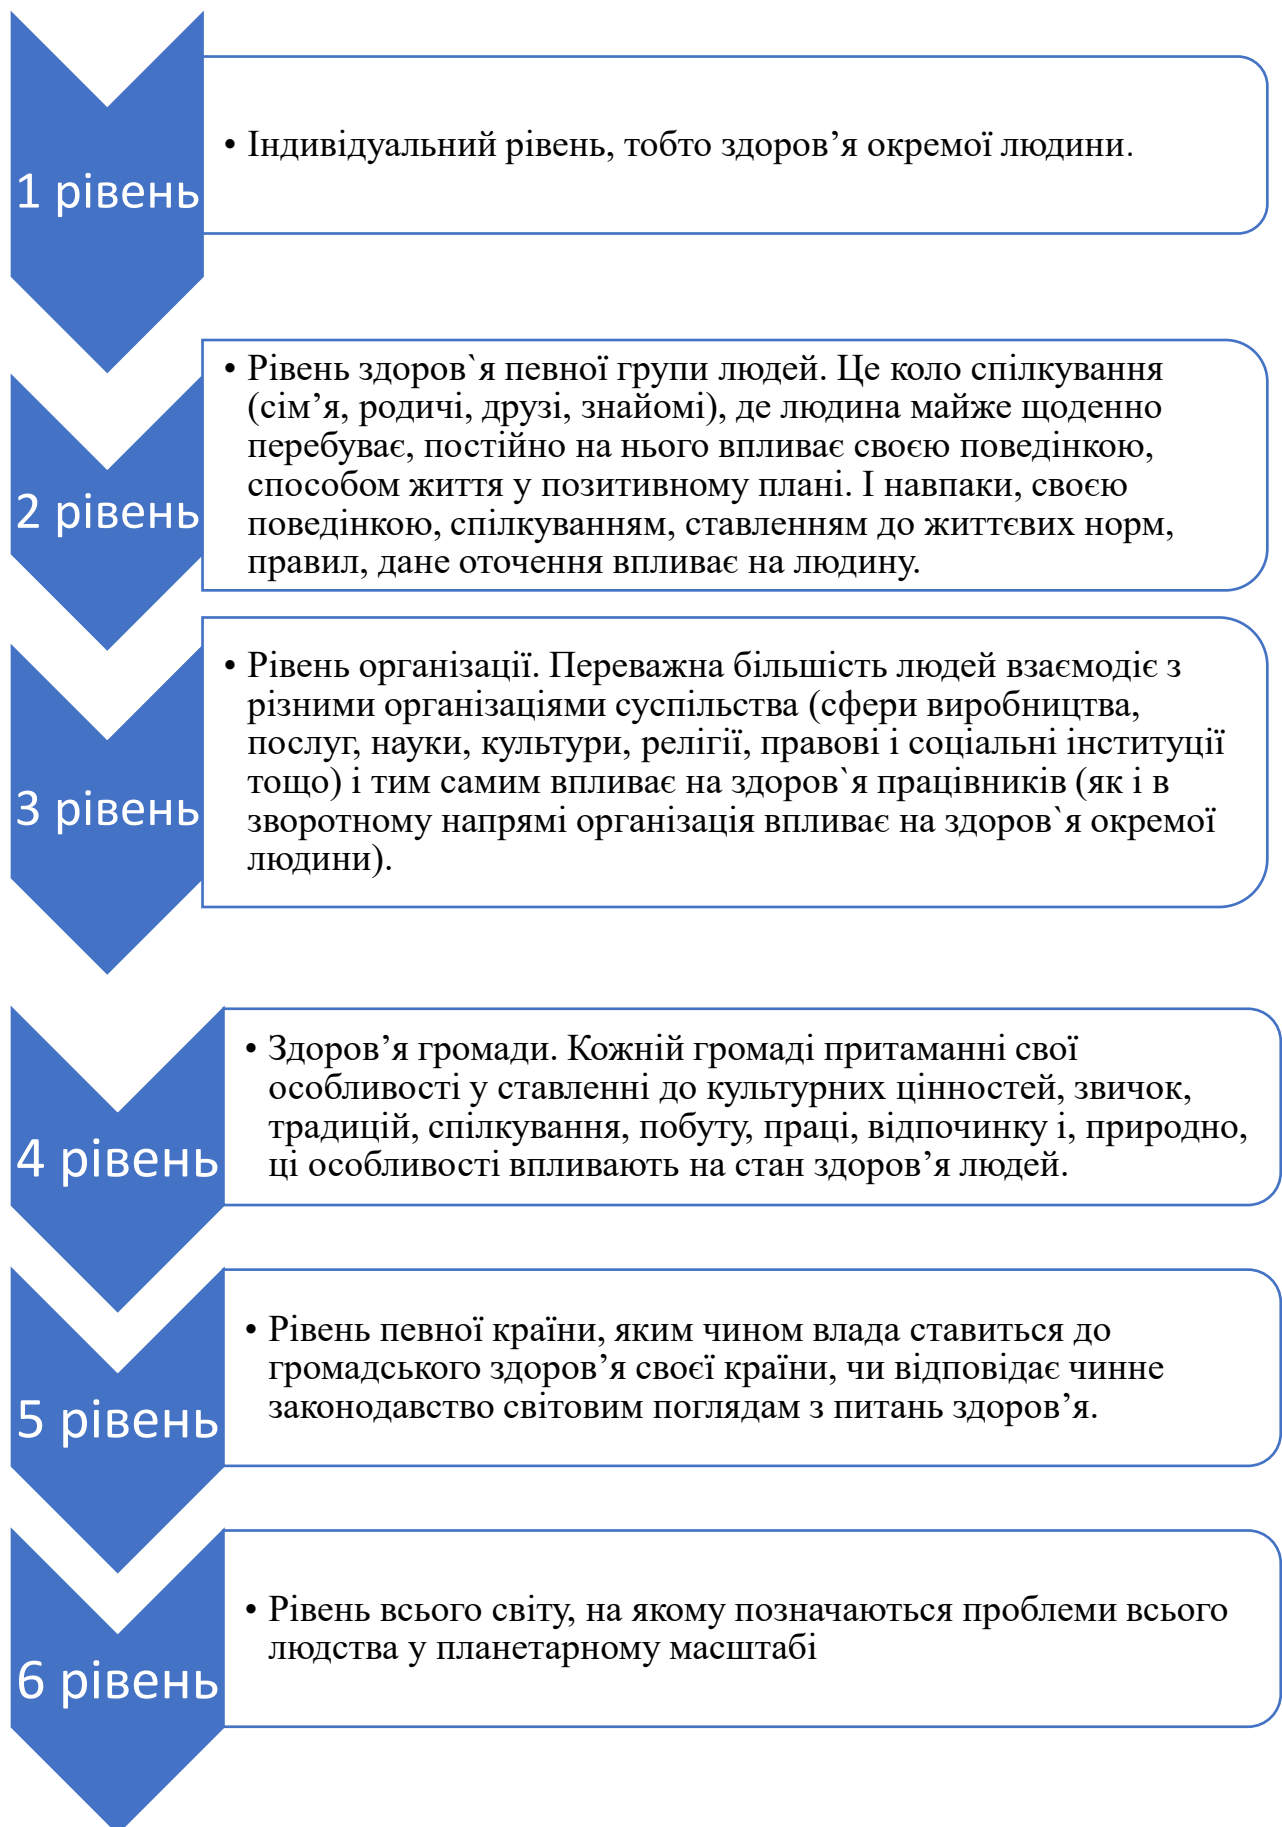 1 рівень
• Індивідуальний рівень, тобто здоров’я окремої людини.
2 рівень
• Рівень здоров`я певної групи людей. Це коло спілкування
(сім’я, родичі, друзі, знайомі), де людина майже щоденно
перебуває, постійно на нього впливає своєю поведінкою,
способом життя у позитивному плані. І навпаки, своєю
поведінкою, спілкуванням, ставленням до життєвих норм,
правил, дане оточення впливає на людину.
3 рівень
• Рівень організації. Переважна більшість людей взаємодіє з
різними організаціями суспільства (сфери виробництва,
послуг, науки, культури, релігії, правові і соціальні інституції
тощо) і тим самим впливає на здоров`я працівників (як і в
зворотному напрямі організація впливає на здоров`я окремої
людини).
4 рівень
• Здоров’я громади. Кожній громаді притаманні свої
особливості у ставленні до культурних цінностей, звичок,
традицій, спілкування, побуту, праці, відпочинку і, природно,
ці особливості впливають на стан здоров’я людей.
5 рівень
• Рівень певної країни, яким чином влада ставиться до
громадського здоров’я своєї країни, чи відповідає чинне
законодавство світовим поглядам з питань здоров’я.
6 рівень
• Рівень всього світу, на якому позначаються проблеми всього
людства у планетарному масштабі